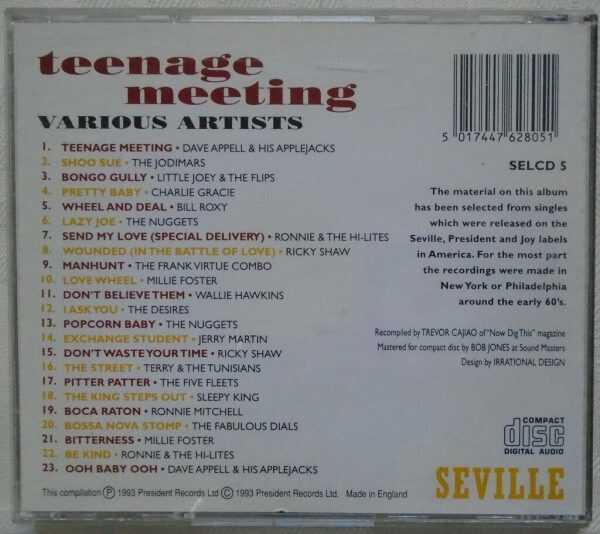 teenage
meeting
VARIOUS ARTISTS
1. TEENAGE MEETING • DAVE APPELL & HIS APPLEJACKS
2. SHOO SUE • THE JODIMARS
3. BONGO GULLY • LITTLE JOEY & THE FLIPS
4. PRETTY BABY • CHARLIE GRACIE
5. WHEEL AND DEAL • BILL ROXY
6. LAZY JOE • THE NUGGETS
7. SEND MY LOVE (SPECIAL DELIVERY) • RONNIE & THE HI-LITES
8. WOUNDED (IN THE BATTLE OF LOVE) • RICKY SHAW
9. MANHUNT • THE FRANK VIRTUE COMBO
10. LOVE WHEEL • MILLIE FOSTER
11. DON'T BELIEVE THEM • WALLIE HAWKINS
12. I ASK YOU • THE DESIRES
13. POPCORN BABY • THE NUGGETS
14. EXCHANGE STUDENT • JERRY MARTIN
15. DON'T WASTE YOUR TIME • RICKY SHAW
16. THE STREET • TERRY & THE TUNISIANS
17. PITTER PATTER • THE FIVE FLEETS
18. THE KING STEPS OUT • SLEEPY KING
19. BOCA RATON • RONNIE MITCHELL
20. BOSSA NOVA STOMP • THE FABULOUS DIALS
21. BITTERNESS • MILLIE FOSTER
22. BE KIND • RONNIE & THE HI-LITES
23. OOH BABY OOH • DAVE APPELL & HIS APPLEJACKS
This compilation Ⓟ 1993 President Records Ltd © 1993 President Records Ltd. Made in England
5 017447 628051
SELCD 5
The material on this album
has been selected from singles
which were released on the
Seville, President and Joy labels
in America. For the most part
the recordings were made in
New York or Philadelphia
around the early 60's.
Recompiled by TREVOR CAJIAO of "Now Dig This" magazine
Mastered for compact disc by BOB JONES at Sound Masters
Design by IRRATIONAL DESIGN
COMPACT
disc
DIGITAL AUDIO
SEVILLE